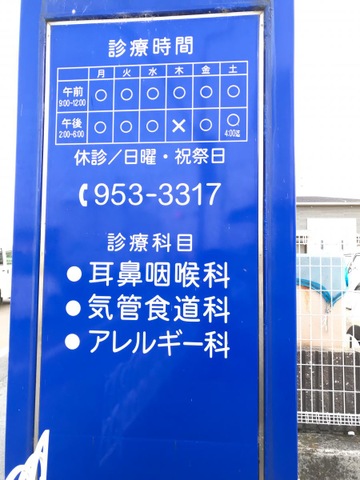 診療時間
月 火 水 木 金 土
午前 9:00-12:00 ○ ○ ○ ○ ○ ○
午後 2:00-6:00 ○ ○ ○ × ○ ○ 4:00迄
休診/日曜・祝祭日
953-3317
診療科目
●耳鼻咽喉科
●気管食道科
●アレルギー科